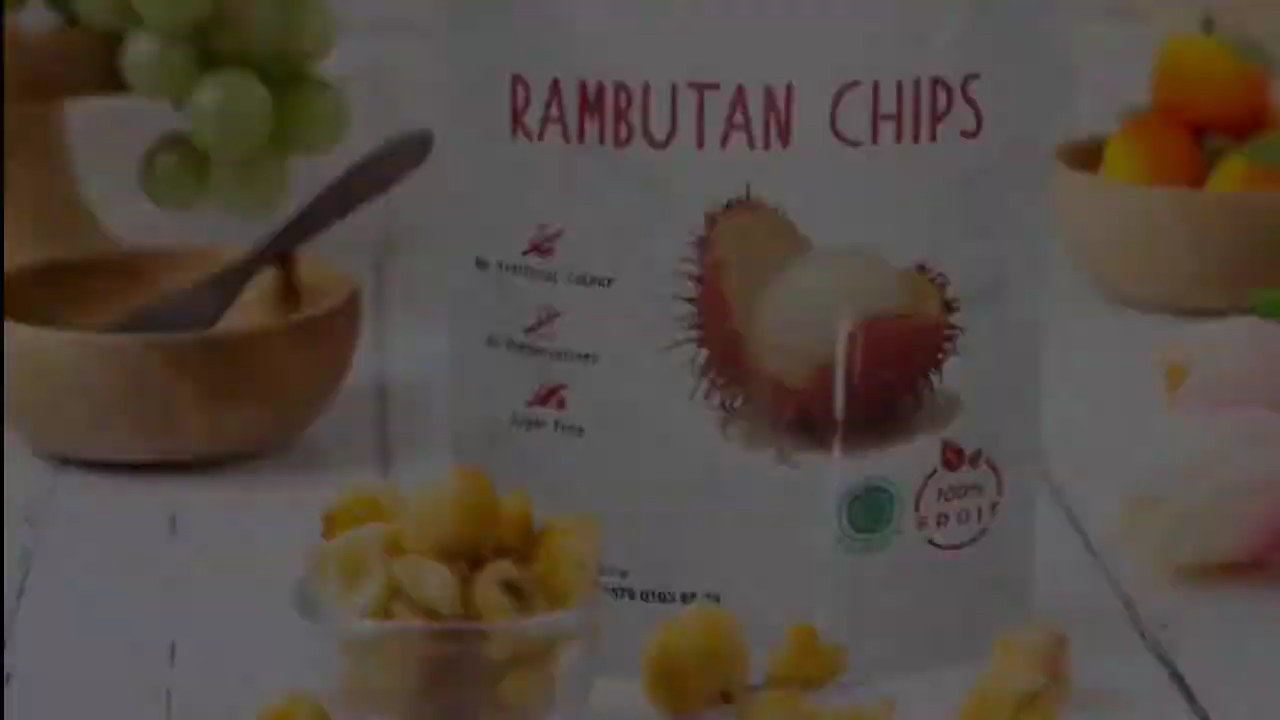 RAMBUTAN CHIPS
No Artificial Colour
No Preservatives
Sugar Free
100%
FRUIT